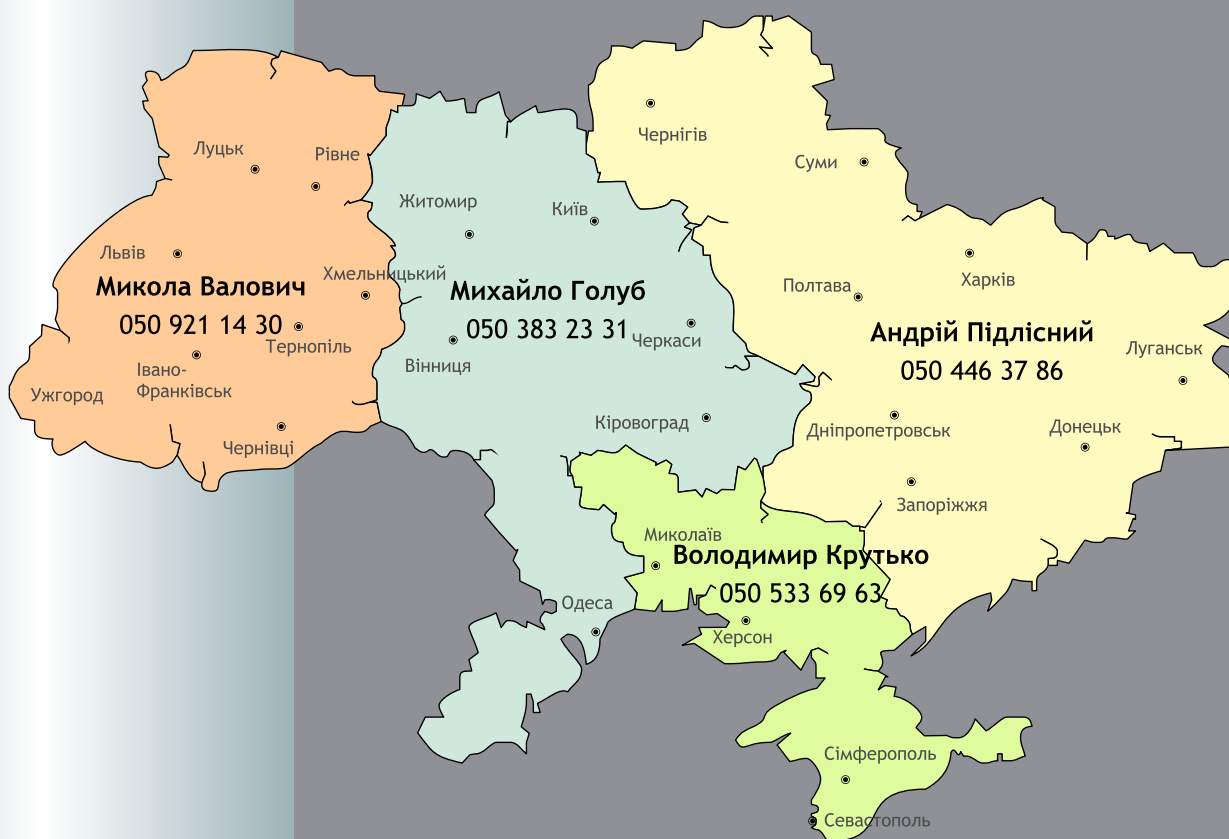 Чернігів
Луцьк
Рівне
Суми
Житомир
Київ
Львів
Хмельницький
Харків
Микола Валович
050 921 14 30
Михайло Голуб
050 383 23 31
Полтава
Андрій Підлісний
050 446 37 86
Тернопіль
Черкаси
Луганськ
Вінниця
Івано-
Франківськ
Ужгород
Кіровоград
Дніпропетровськ
Донецьк
Чернівці
Запоріжжя
Миколаїв
Володимир Крутько
050 533 69 63
Одеса
Херсон
Сімферополь
Севастополь